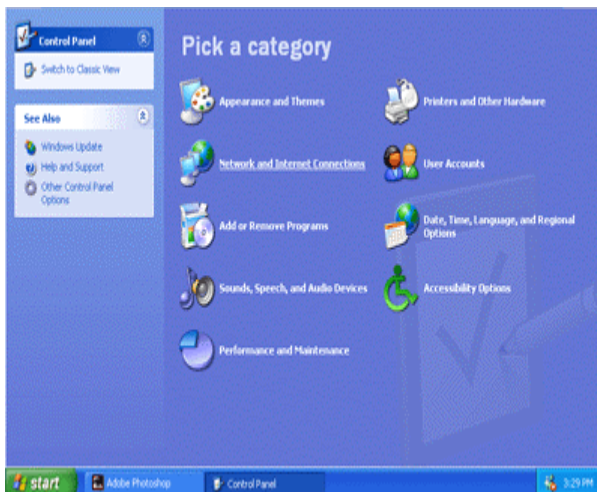 Control Panel
Switch to Classic View
See Also
Windows Update
Help and Support
Other Control Panel
Options
Pick a category
Appearance and Themes
Printers and Other Hardware
Network and Internet Connections
User Accounts
Add or Remove Programs
Date, Time, Language, and Regional
Options
Sounds, Speech, and Audio Devices
Accessibility Options
Performance and Maintenance
start
Adobe Photoshop
Control Panel
3:29 PM